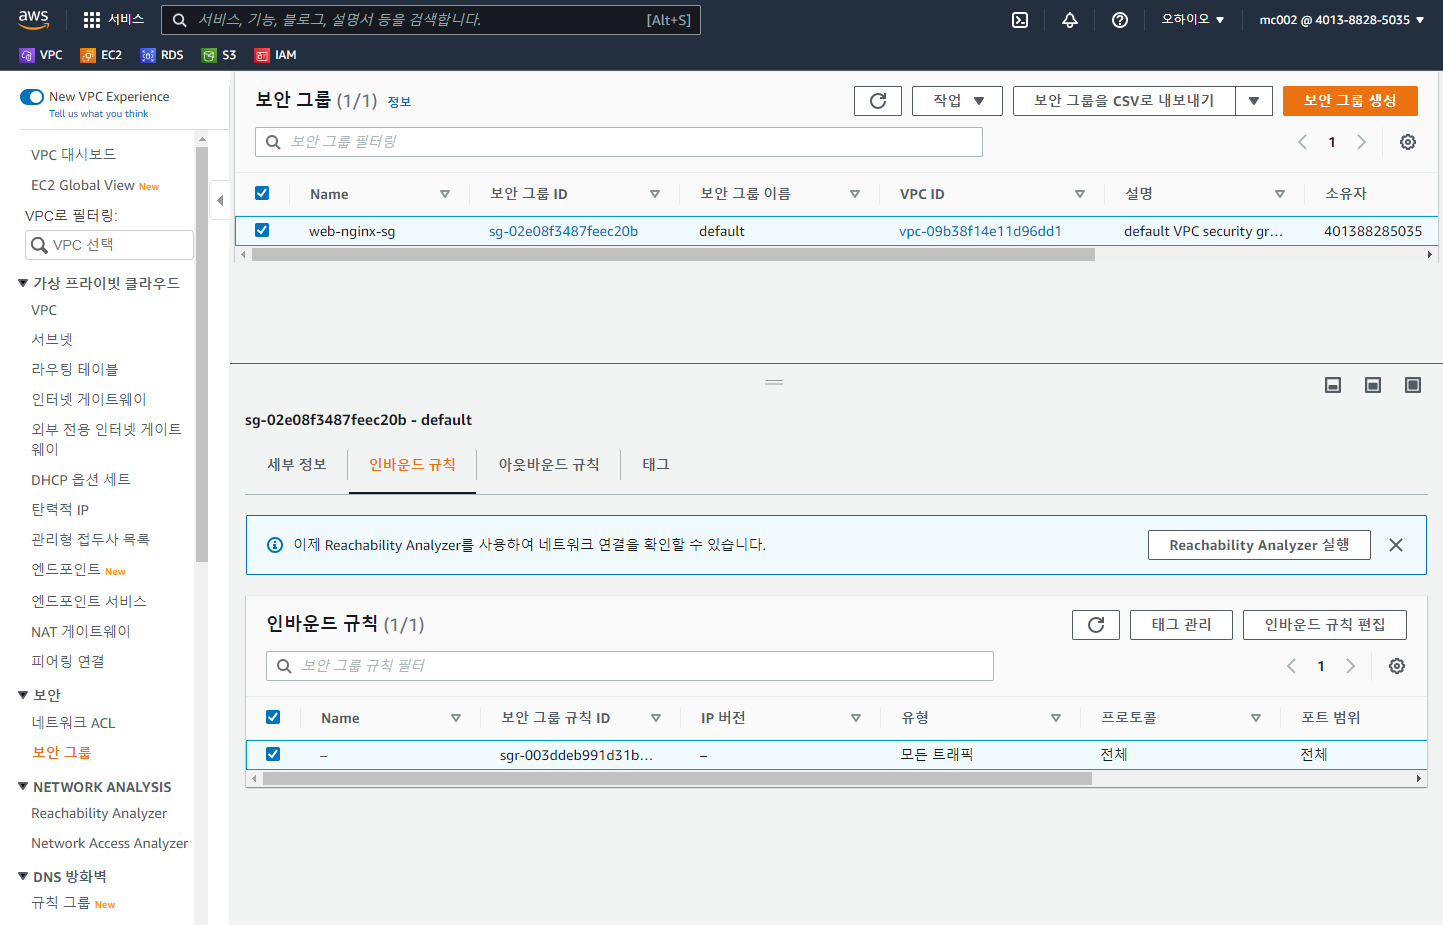 aws
서비스
서비스, 기능, 블로그, 설명서 등을 검색합니다.
[Alt+S]
오하이오 ▼
mc002 @ 4013-8828-5035 ▼
VPC
EC2
RDS
S3
IAM
New VPC Experience
Tell us what you think
VPC 대시보드
EC2 Global View New
VPC로 필터링:
VPC 선택
가상 프라이빗 클라우드
VPC
서브넷
라우팅 테이블
인터넷 게이트웨이
외부 전용 인터넷 게이트
웨이
DHCP 옵션 세트
탄력적 IP
관리형 접두사 목록
엔드포인트 New
엔드포인트 서비스
NAT 게이트웨이
피어링 연결
보안
네트워크 ACL
보안 그룹
NETWORK ANALYSIS
Reachability Analyzer
Network Access Analyzer
DNS 방화벽
규칙 그룹 New
보안 그룹 (1/1) 정보
작업
보안 그룹을 CSV로 내보내기
보안 그룹 생성
보안 그룹 필터링
1
Name 보안 그룹 ID 보안 그룹 이름 VPC ID 설명 소유자
web-nginx-sg sg-02e08f3487feec20b default vpc-09b38f14e11d96dd1 default VPC security gr... 401388285035
sg-02e08f3487feec20b - default
세부 정보 인바운드 규칙 아웃바운드 규칙 태그
이제 Reachability Analyzer를 사용하여 네트워크 연결을 확인할 수 있습니다.
Reachability Analyzer 실행
인바운드 규칙 (1/1)
태그 관리
인바운드 규칙 편집
보안 그룹 규칙 필터
1
Name 보안 그룹 규칙 ID IP 버전 유형 프로토콜 포트 범위
– sgr-003ddeb991d31b... – 모든 트래픽 전체 전체